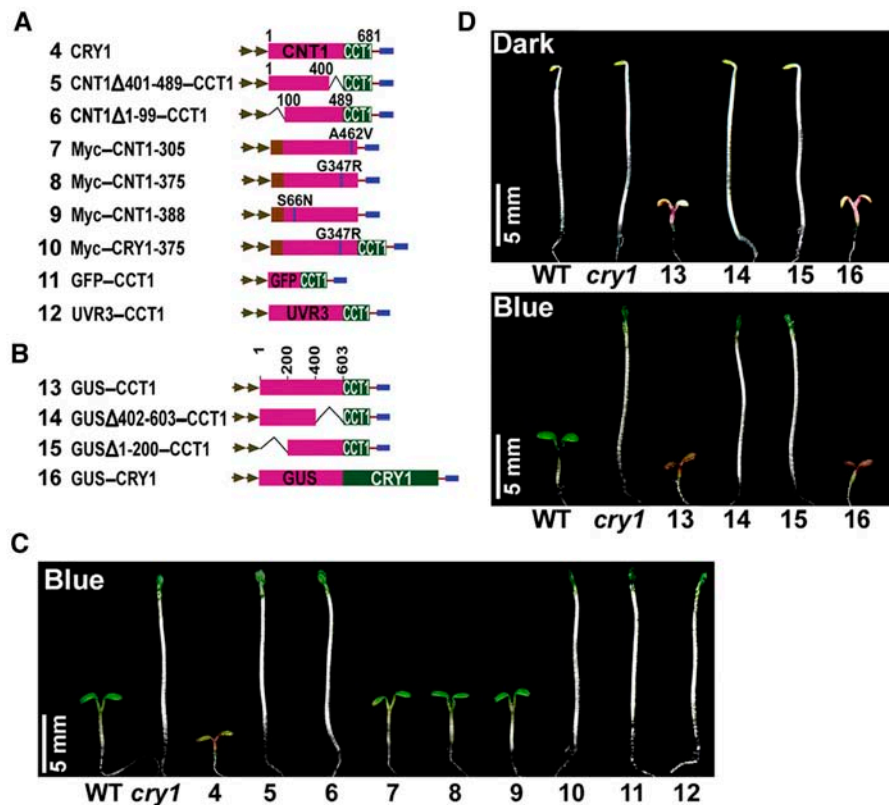 A
1 681
4 CRY1 CNT1 CCT1
1 400
5 CNT1Δ401-489–CCT1 CCT1
100 489
6 CNT1Δ1-99–CCT1 CCT1
A462V
7 Myc–CNT1-305
G347R
8 Myc–CNT1-375
S66N
9 Myc–CNT1-388
G347R
10 Myc–CRY1-375 CCT1
11 GFP–CCT1 GFP CCT1
12 UVR3–CCT1 UVR3 CCT1
B
1 200 400 603
13 GUS–CCT1 CCT1
14 GUSΔ402-603–CCT1 CCT1
15 GUSΔ1-200–CCT1 CCT1
16 GUS–CRY1 GUS CRY1
C
Blue
5 mm
WT cry1 4 5 6 7 8 9 10 11 12
D
Dark
5 mm
WT cry1 13 14 15 16
Blue
5 mm
WT cry1 13 14 15 16